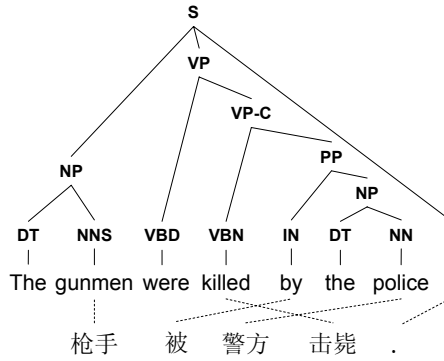 S
VP
VP-C
PP
NP
NP
DT NNS VBD VBN IN DT NN
The gunmen were killed by the police
枪手 被 警方 击毙 .